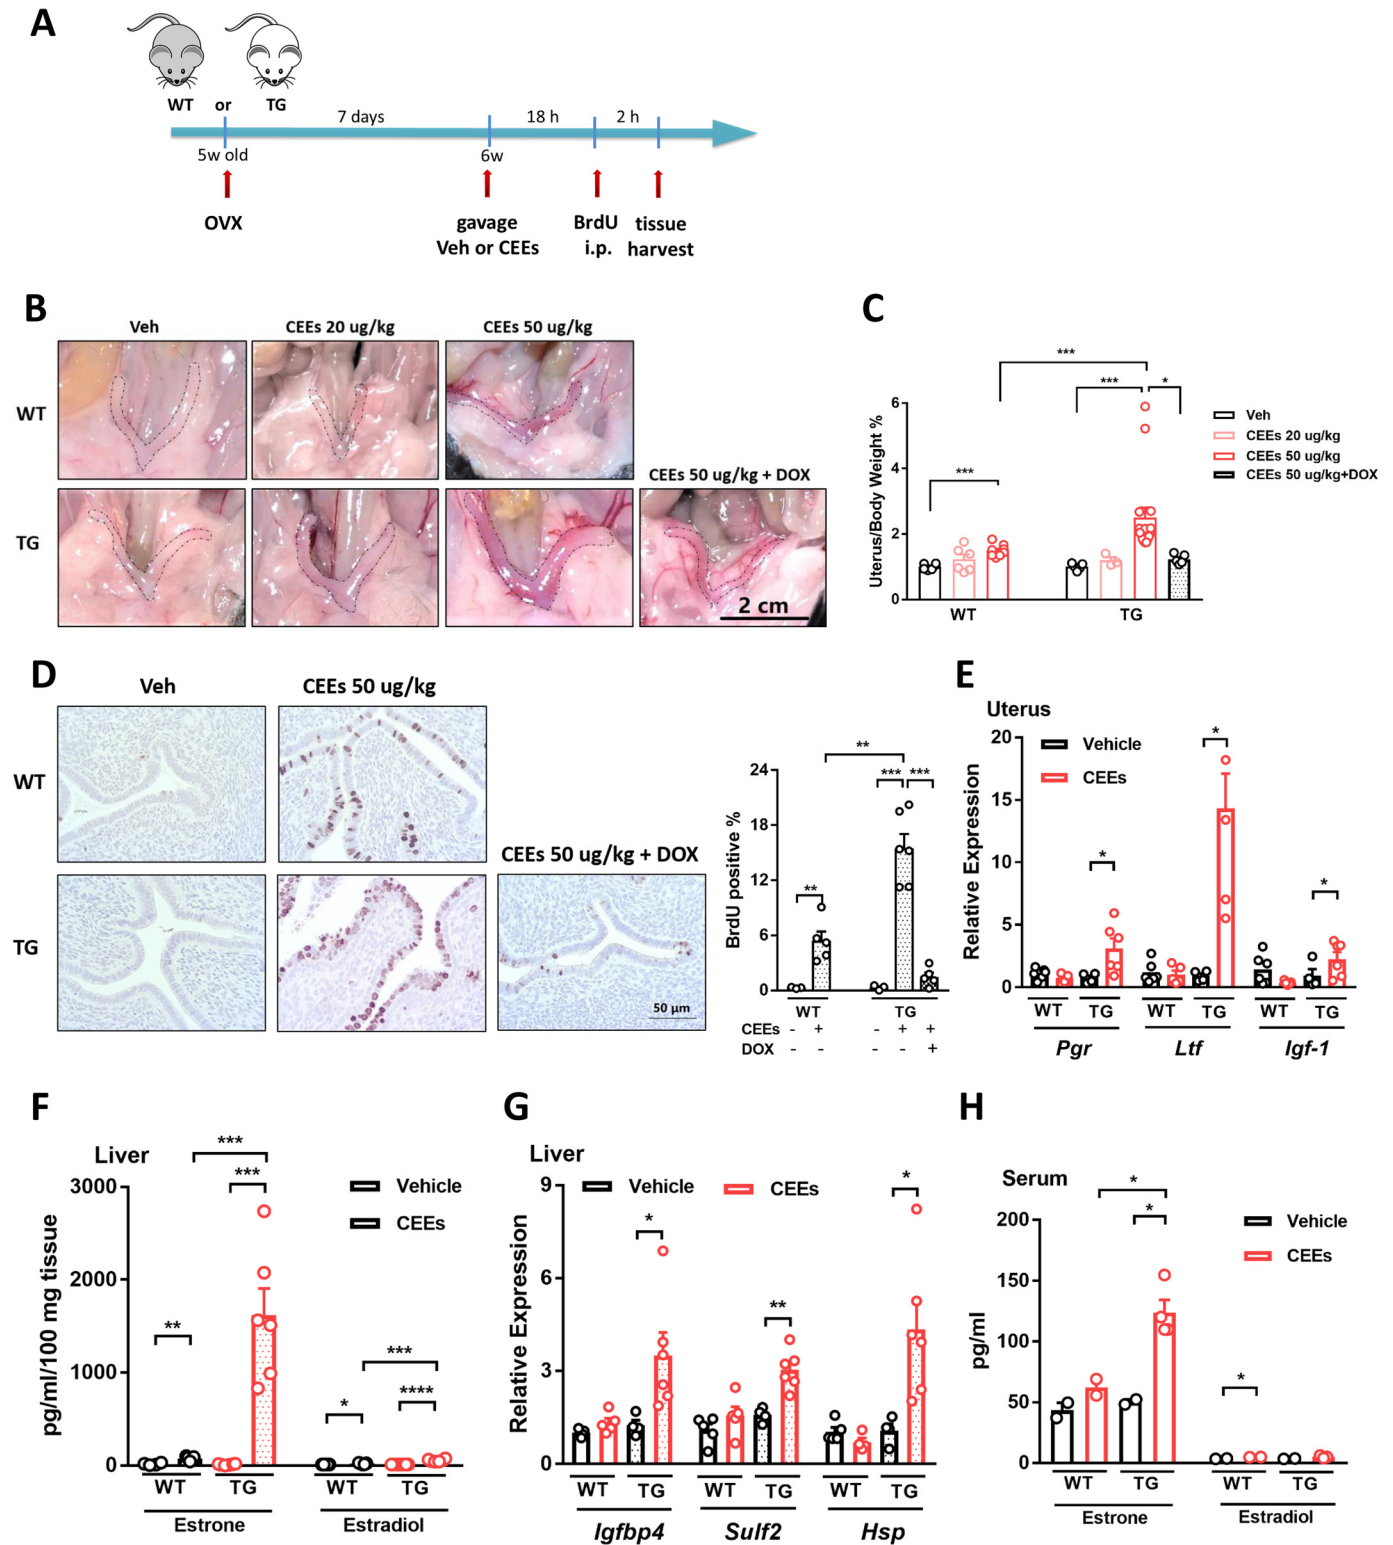 A
WT or TG
7 days 18 h 2 h
5w old 6w
OVX
gavage
Veh or CEEs
BrdU
i.p.
tissue
harvest
B
Veh CEEs 20 ug/kg CEEs 50 ug/kg
WT
CEEs 50 ug/kg + DOX
TG
2 cm
C
***
*** *
***
Uterus/Body Weight %
6
4
2
0
WT TG
Veh
CEEs 20 ug/kg
CEEs 50 ug/kg
CEEs 50 ug/kg+DOX
D
Veh CEEs 50 ug/kg
WT
CEEs 50 ug/kg + DOX
TG
50 µm
**
*** ***
**
BrdU positive %
24
18
12
6
0
WT TG
CEEs - + - + +
DOX - - - - +
E
Uterus
Vehicle
CEEs
*
*
*
Relative Expression
20
15
10
5
0
WT TG WT TG WT TG
Pgr Ltf Igf-1
F
Liver
***
***
**
***
****
*
Vehicle
CEEs
pg/ml/100 mg tissue
3000
2000
1000
0
WT TG WT TG
Estrone Estradiol
G
Liver
Vehicle CEEs
*
**
*
Relative Expression
9
6
3
0
WT TG WT TG WT TG
Igfbp4 Sulf2 Hsp
H
Serum
*
*
*
Vehicle
CEEs
pg/ml
200
150
100
50
0
WT TG WT TG
Estrone Estradiol